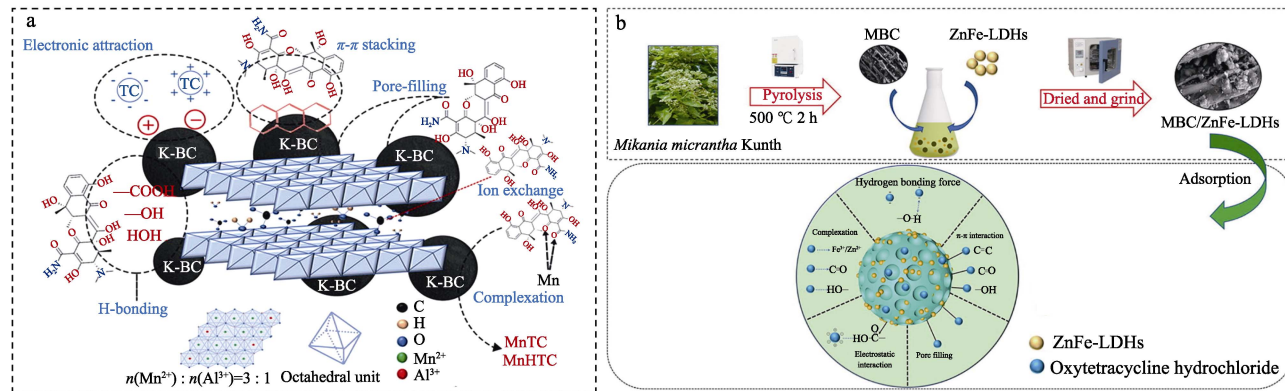 a
Electronic attraction
π-π stacking
Pore-filling
TC
TC
K-BC
K-BC
K-BC
Ion exchange
—COOH
—OH
HOH
H-bonding
K-BC
K-BC
K-BC
Mn
Complexation
MnTC
MnHTC
C
H
O
Mn²⁺
Al³⁺
n(Mn²⁺) : n(Al³⁺)=3 : 1
Octahedral unit
b
MBC
ZnFe-LDHs
Pyrolysis
500 ℃ 2 h
Dried and grind
Mikania micrantha Kunth
MBC/ZnFe-LDHs
Adsorption
Hydrogen bonding force
-O-H
Complexation
Fe³⁺/Zn²⁺
C=O
HO—
π-π interaction
C=C
C=O
—OH
HO-C
O
Electrostatic
interaction
Pore filling
ZnFe-LDHs
Oxytetracycline hydrochloride